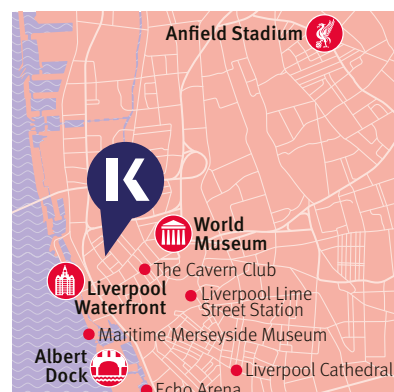 Anfield Stadium
K
World
Museum
The Cavern Club
Liverpool
Waterfront
Liverpool Lime
Street Station
Maritime Merseyside Museum
Albert
Dock
Liverpool Cathedral
Echo Arena